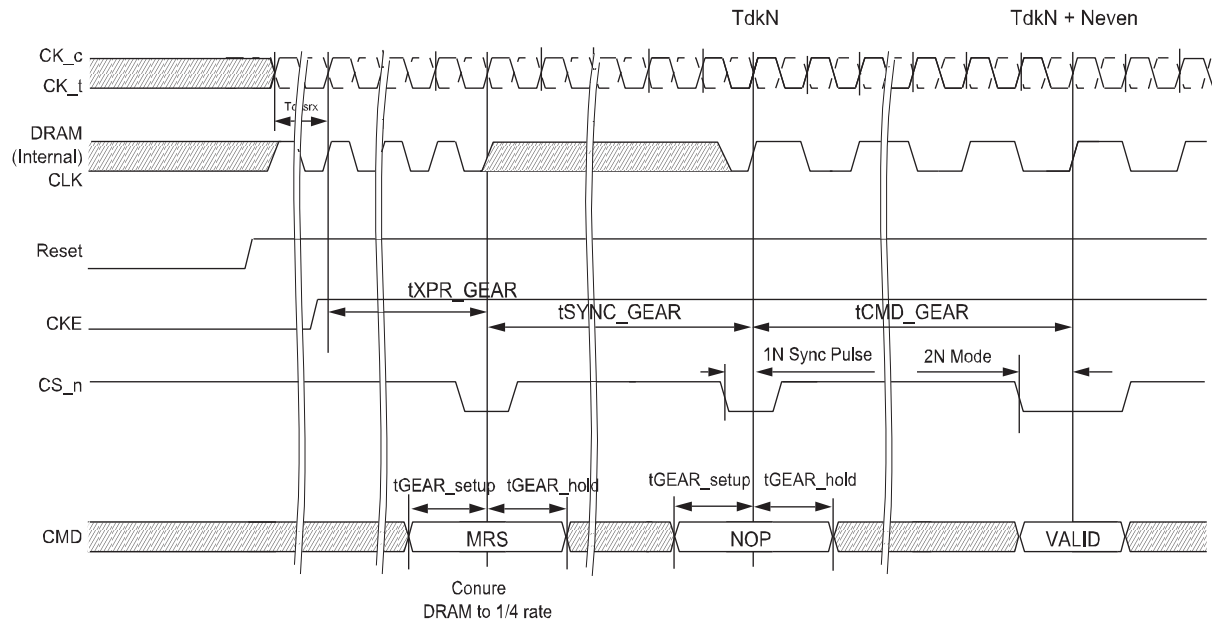 TdkN
TdkN + Neven
CK_c
CK_t
DRAM
(Internal)
CLK
Reset
tXPR_GEAR
tSYNC_GEAR
tCMD_GEAR
CKE
1N Sync Pulse
2N Mode
CS_n
tGEAR_setup
tGEAR_hold
tGEAR_setup
tGEAR_hold
CMD
MRS
NOP
VALID
Conure
DRAM to 1/4 rate